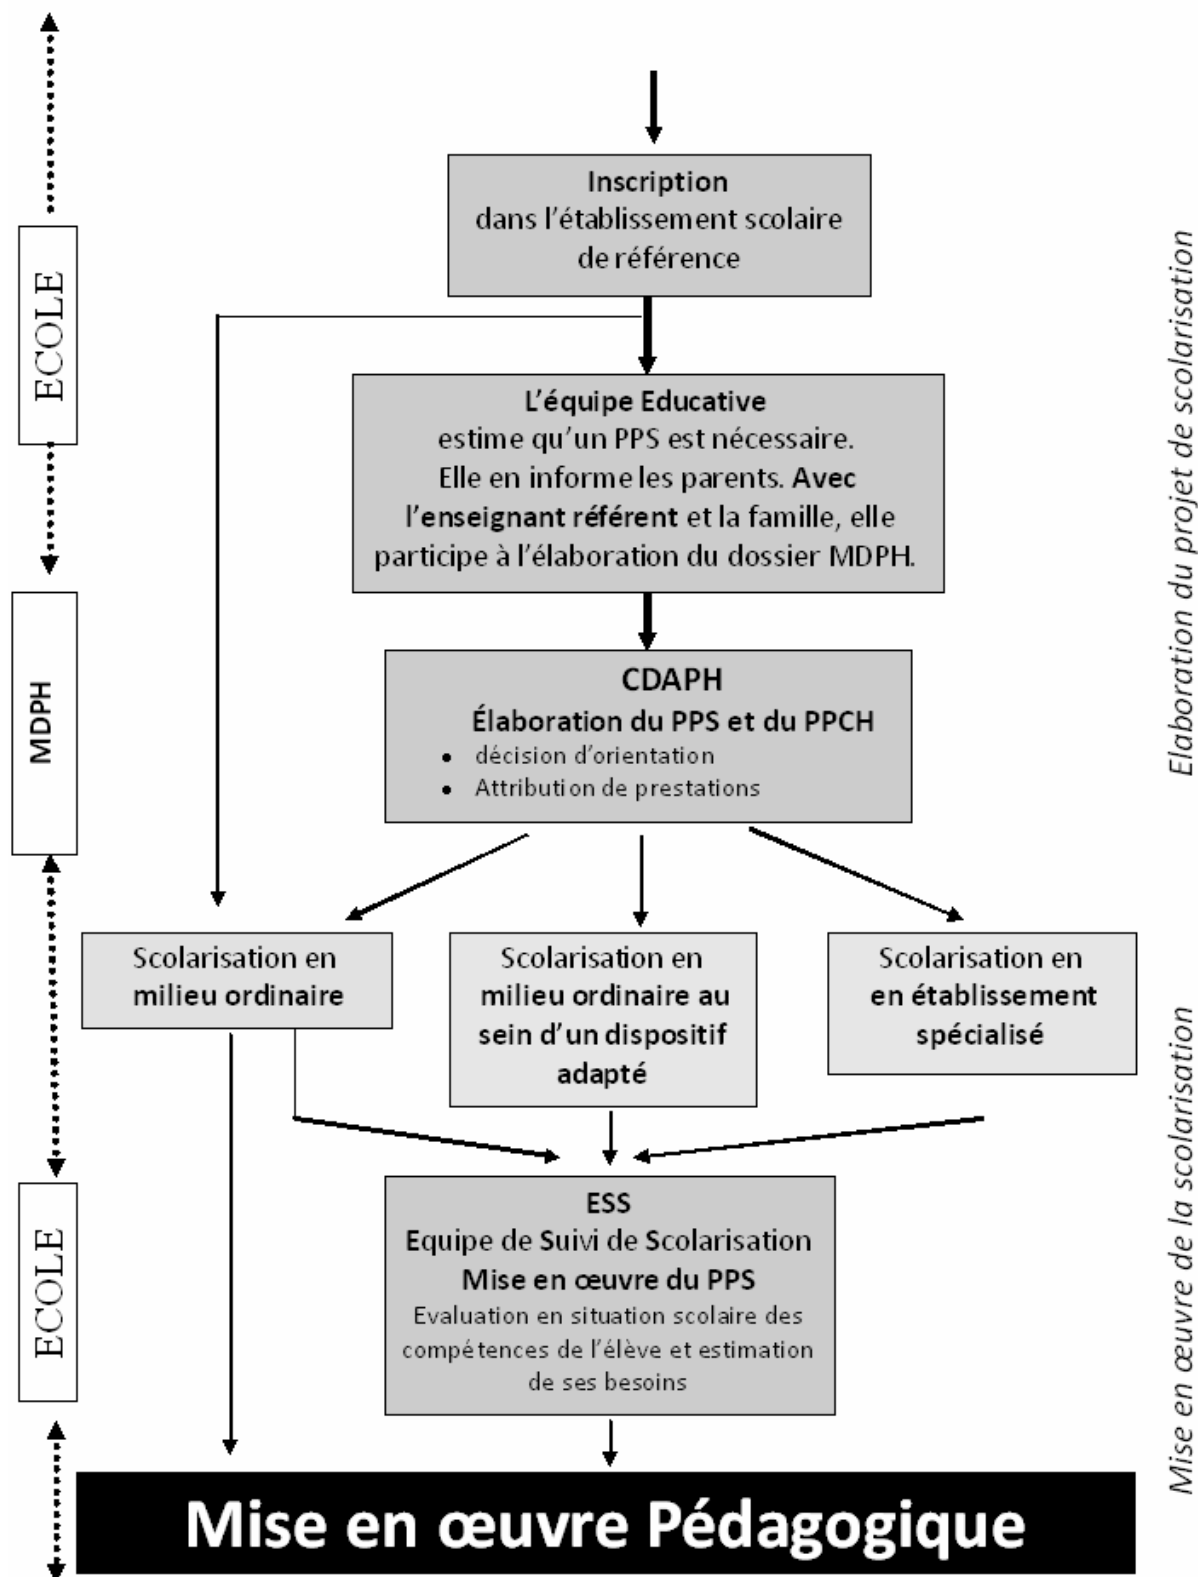 Inscription
dans l'établissement scolaire
de référence
ECOLE
L'équipe Educative
estime qu'un PPS est nécessaire.
Elle en informe les parents. Avec
l'enseignant référent et la famille, elle
participe à l'élaboration du dossier MDPH.
Elaboration du projet de scolarisation
MDPH
CDAPH
Élaboration du PPS et du PPCH
• décision d'orientation
• Attribution de prestations
Scolarisation en
milieu ordinaire
Scolarisation en
milieu ordinaire au
sein d'un dispositif
adapté
Scolarisation en
en établissement
spécialisé
ECOLE
ESS
Equipe de Suivi de Scolarisation
Mise en œuvre du PPS
Evaluation en situation scolaire des
compétences de l'élève et estimation
de ses besoins
Mise en œuvre de la scolarisation
Mise en œuvre Pédagogique